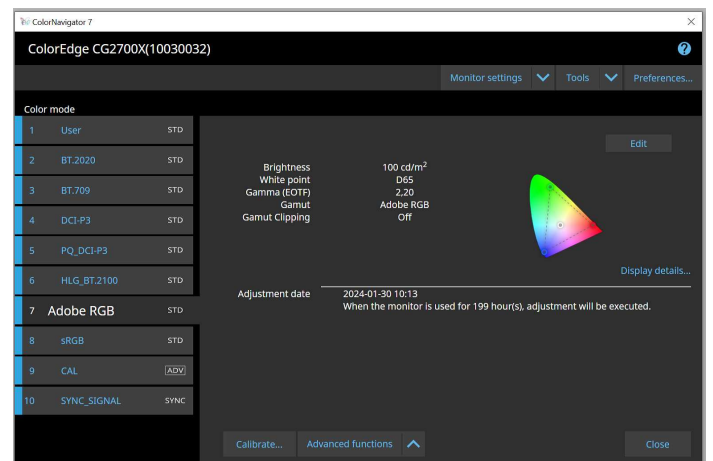 ColorNavigator 7
ColorEdge CG2700X(10030032)
Monitor settings Tools Preferences...
Color mode
1 User STD
2 BT.2020 STD
3 BT.709 STD
4 DCI-P3 STD
5 PQ_DCI-P3 STD
6 HLG_BT.2100 STD
7 Adobe RGB STD
8 sRGB STD
9 CAL ADV
10 SYNC_SIGNAL SYNC
Edit
Brightness 100 cd/m²
White point D65
Gamma (EOTF) 2,20
Gamut Adobe RGB
Gamut Clipping Off
Display details...
Adjustment date 2024-01-30 10:13
When the monitor is used for 199 hour(s), adjustment will be executed.
Calibrate... Advanced functions Close